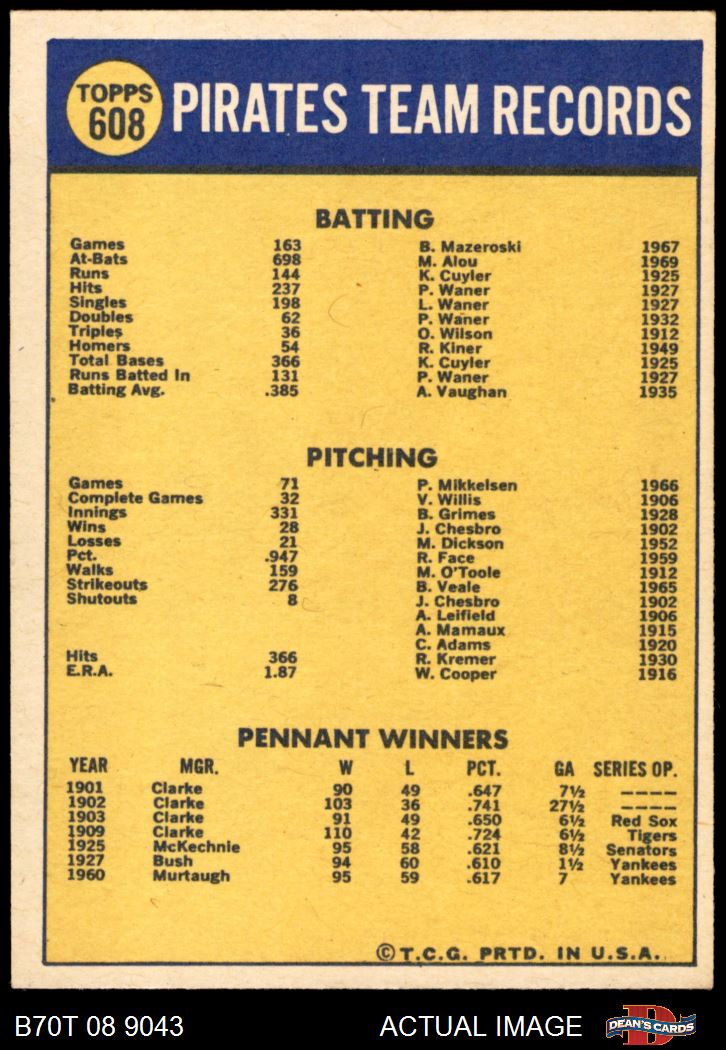 TOPPS
608
PIRATES TEAM RECORDS
BATTING
Games 163 B. Mazeroski 1967
At-Bats 698 M. Alou 1969
Runs 144 K. Cuyler 1925
Hits 237 P. Waner 1927
Singles 198 L. Waner 1927
Doubles 62 P. Waner 1932
Triples 36 O. Wilson 1912
Homers 54 R. Kiner 1949
Total Bases 366 K. Cuyler 1925
Runs Batted In 131 P. Waner 1927
Batting Avg. .385 A. Vaughan 1935
PITCHING
Games 71 P. Mikkelsen 1966
Complete Games 32 V. Willis 1906
Innings 331 B. Grimes 1928
Wins 28 J. Chesbro 1902
Losses 21 M. Dickson 1952
Pct. .947 R. Face 1959
Walks 159 M. O'Toole 1912
Strikeouts 276 B. Veale 1965
Shutouts 8 J. Chesbro 1902
A. Leifield 1906
A. Mamaux 1915
C. Adams 1920
Hits 366 R. Kremer 1930
E.R.A. 1.87 W. Cooper 1916
PENNANT WINNERS
YEAR MGR. W L PCT. GA SERIES OP.
1901 Clarke 90 49 .647 7½ ----
1902 Clarke 103 36 .741 27½ ----
1903 Clarke 91 49 .650 6½ Red Sox
1909 Clarke 110 42 .724 6½ Tigers
1925 McKechnie 95 58 .621 8½ Senators
1927 Bush 94 60 .610 1½ Yankees
1960 Murtaugh 95 59 .617 7 Yankees
© T.C.G. PRTD. IN U.S.A.
B70T 08 9043 ACTUAL IMAGE D DEAN'S CARDS